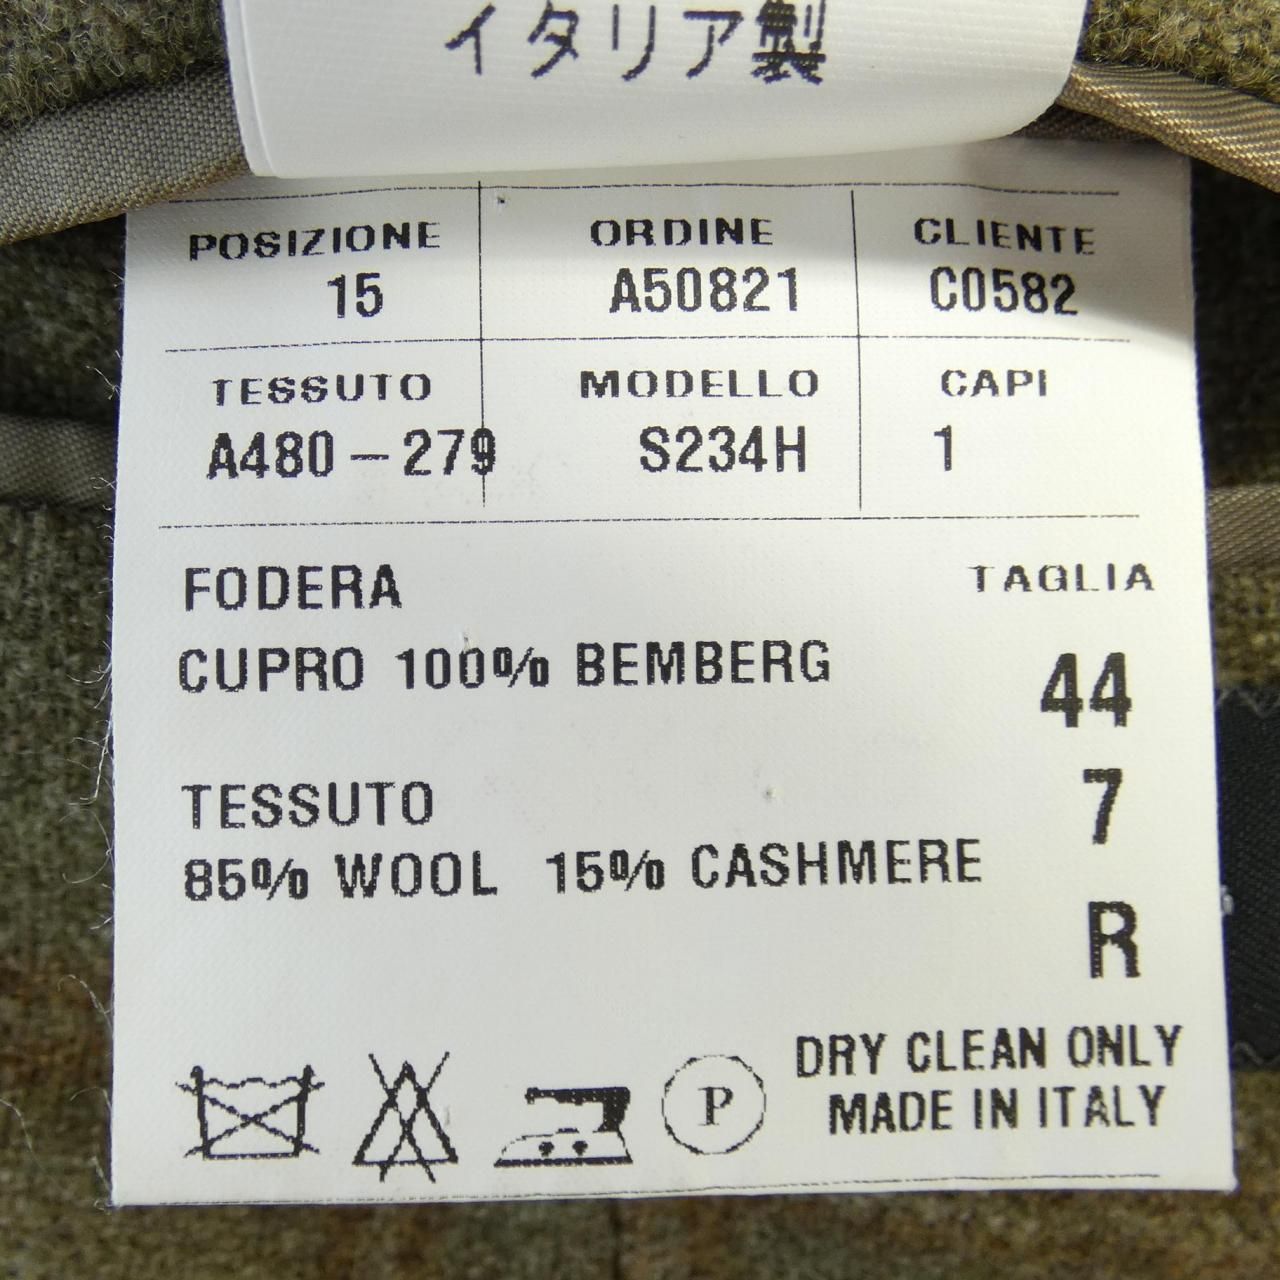 イタリア製
POSIZIONE ORDINE CLIENTE
15 A50821 C0582
TESSUTO MODELLO CAPI
A480-279 S234H 1
FODERA TAGLIA
CUPRO 100% BEMBERG 44
TESSUTO 7
85% WOOL 15% CASHMERE
R
P DRY CLEAN ONLY
MADE IN ITALY